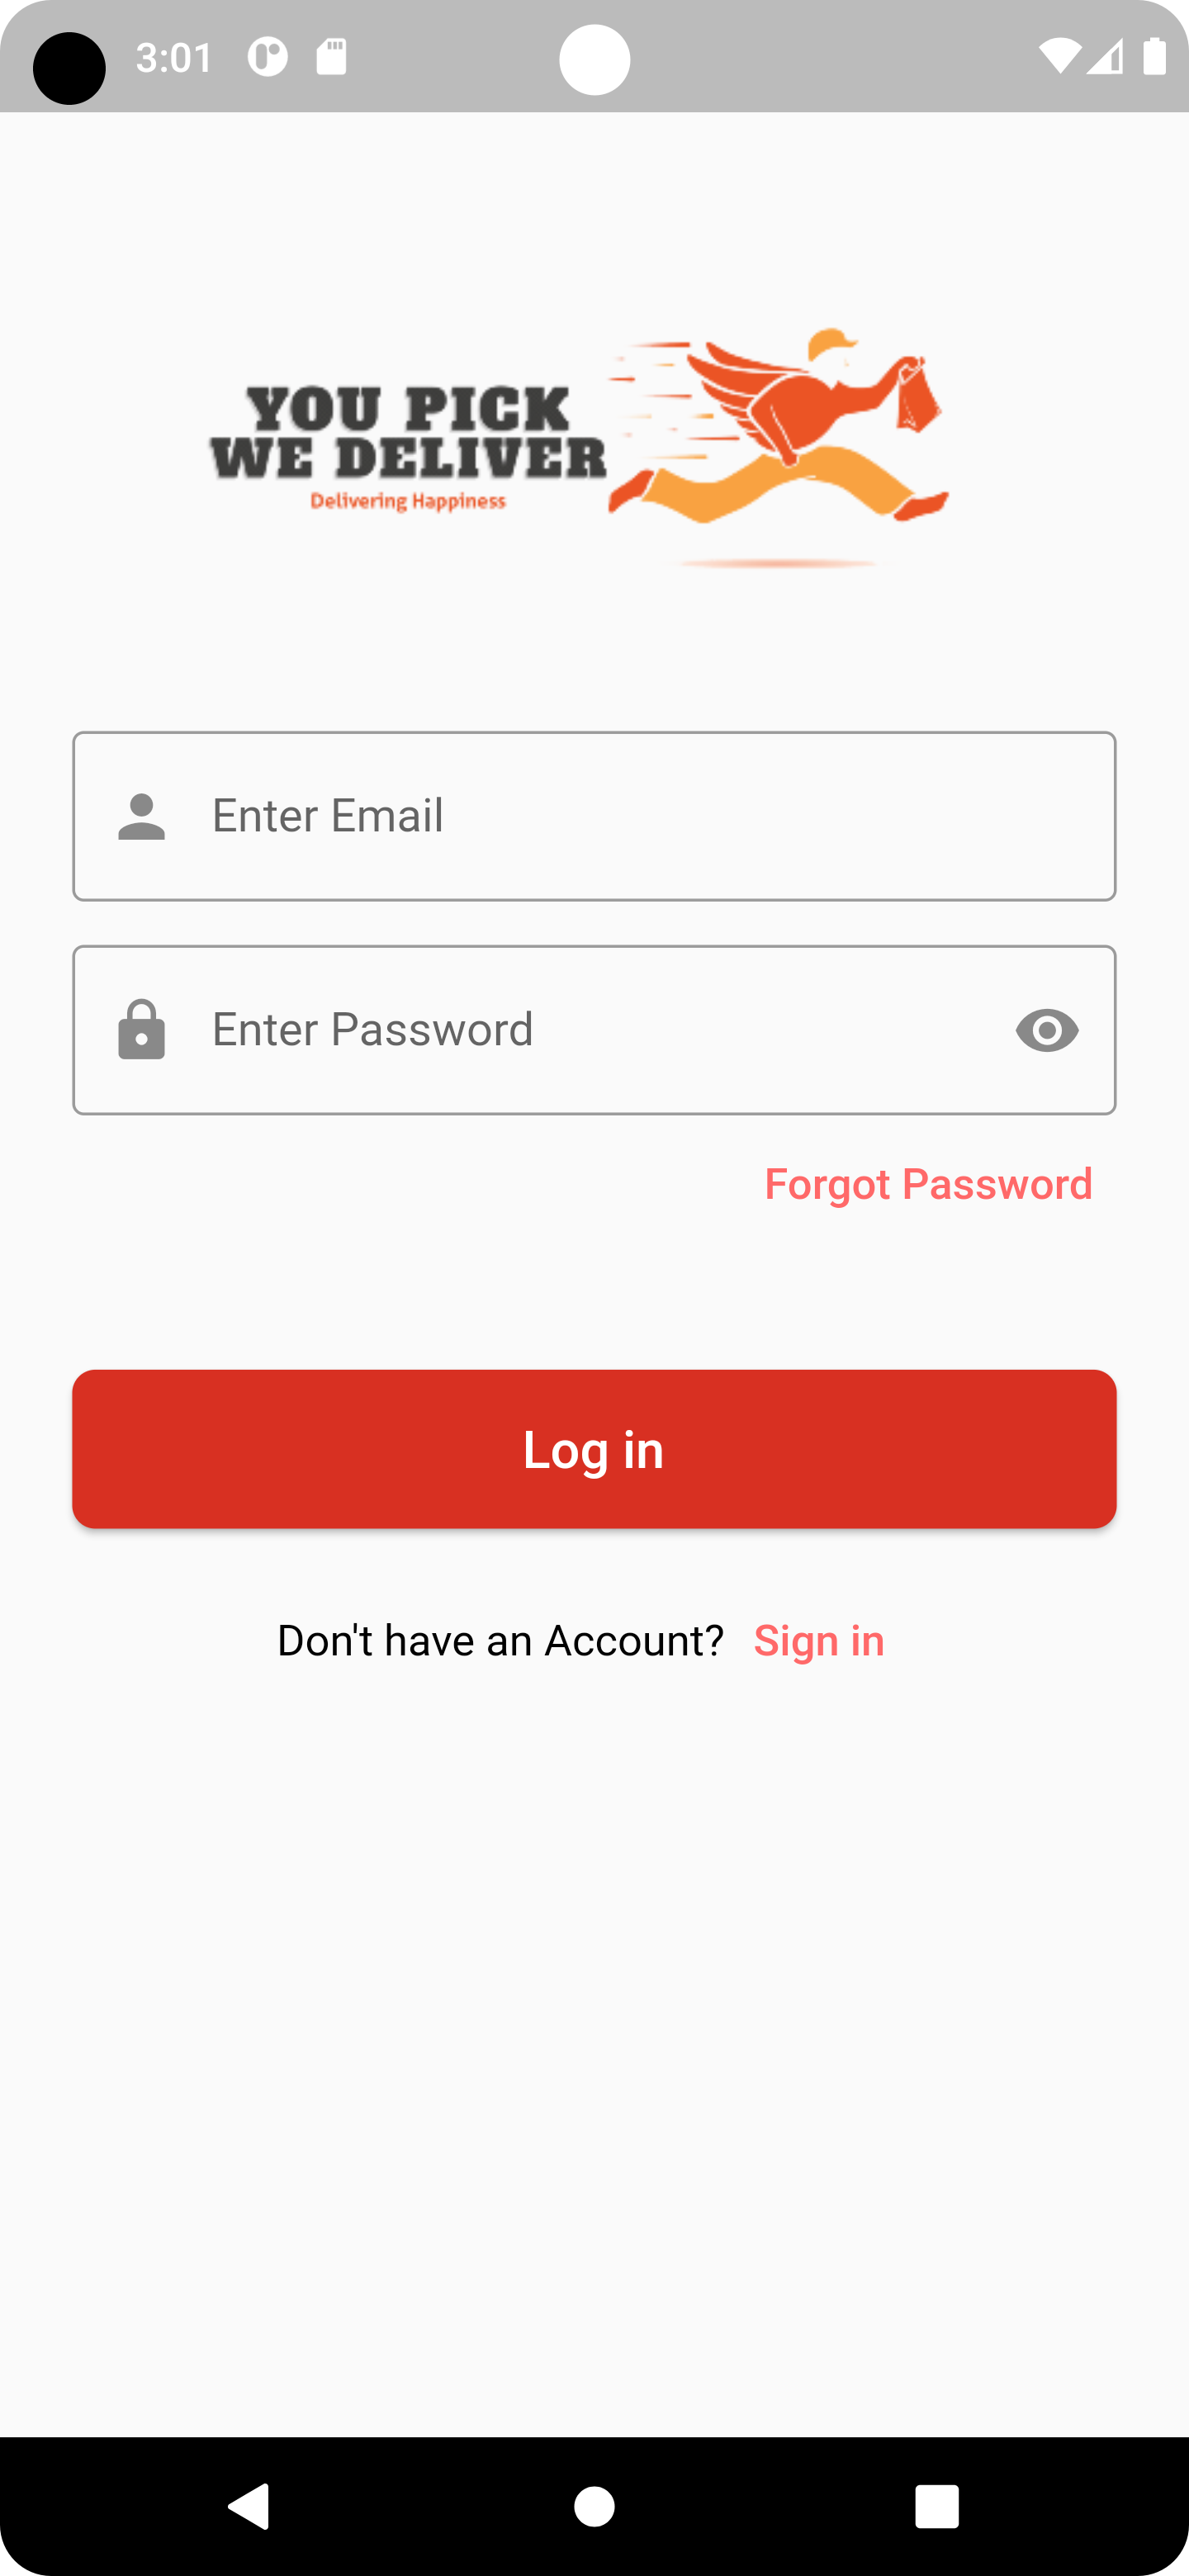 3:01
YOU PICK
WE DELIVER
Delivering Happiness
Enter Email
Enter Password
Forgot Password
Log in
Don't have an Account? Sign in